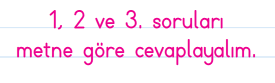 1, 2 ve 3. soruları
metne göre cevaplayalım.